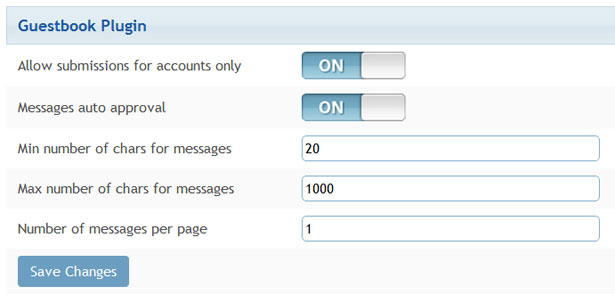 Guestbook Plugin
Allow submissions for accounts only ON
Messages auto approval ON
Min number of chars for messages 20
Max number of chars for messages 1000
Number of messages per page 1
Save Changes